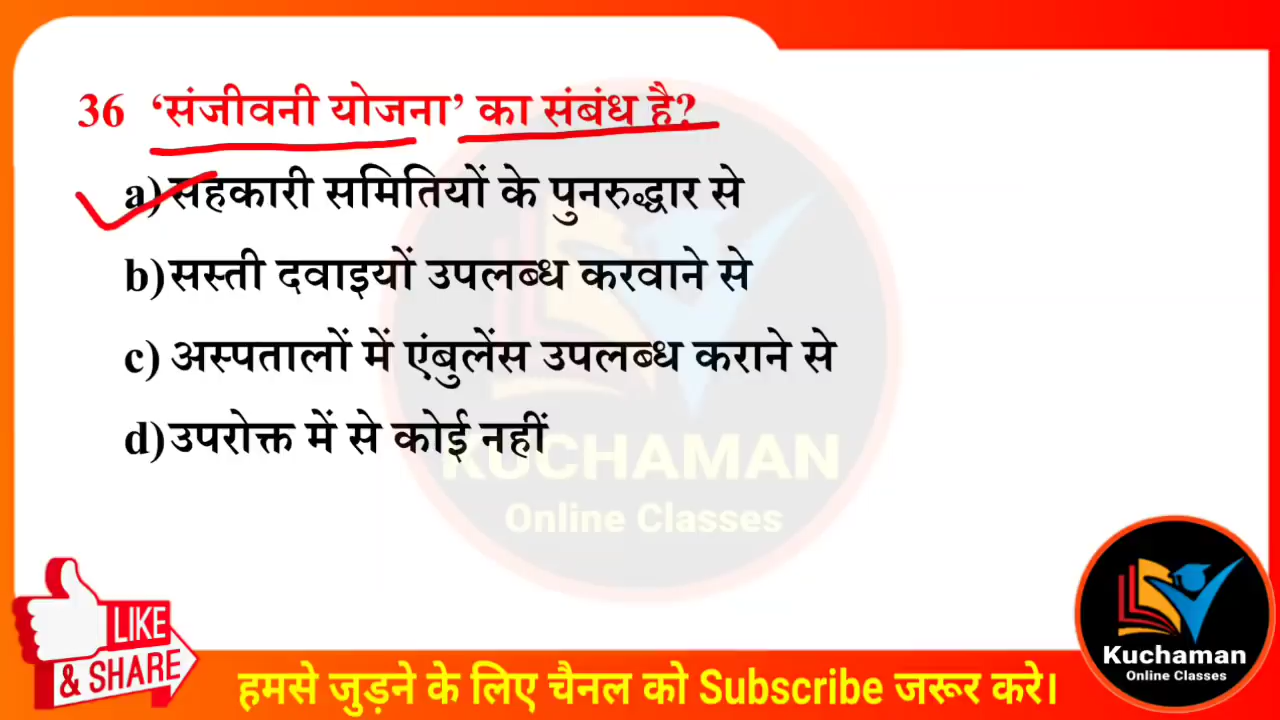 36 ‘संजीवनी योजना’ का संबंध है?
a) सहकारी समितियों के पुनरुद्धार से
b) सस्ती दवाइयों उपलब्ध करवाने से
c) अस्पतालों में एंबुलेंस उपलब्ध कराने से
d) उपरोक्त में से कोई नहीं
KUCHAMAN
Online Classes
LIKE
& SHARE
हमसे जुड़ने के लिए चैनल को Subscribe जरूर करे।
Kuchaman
Online Classes